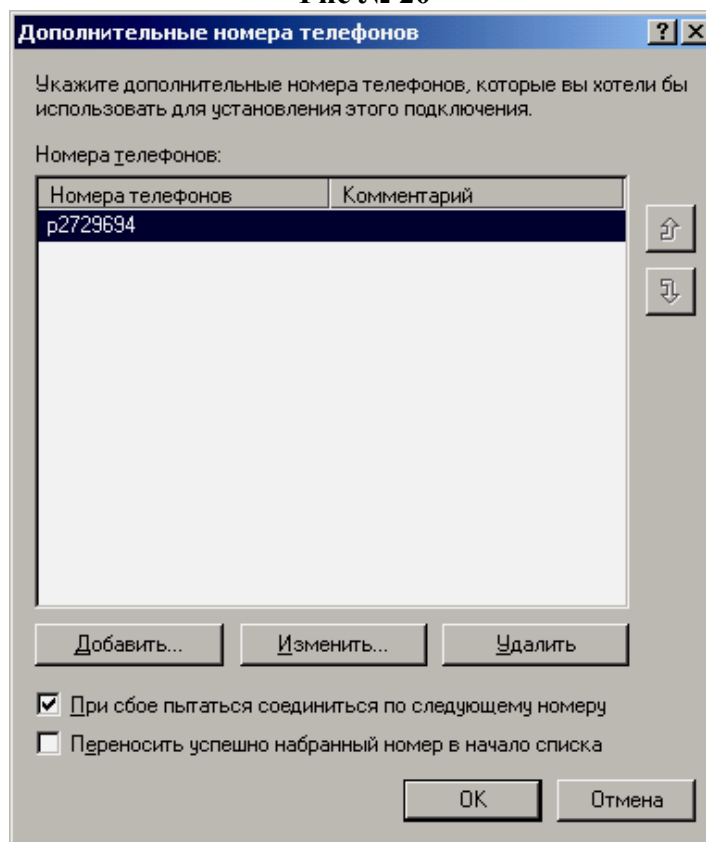 Рис № 20
Дополнительные номера телефонов
Укажите дополнительные номера телефонов, которые вы хотели бы
использовать для установления этого подключения.
Номера телефонов:
Номера телефонов Комментарий
p2729694
Добавить... Изменить... Удалить
При сбое пытаться соединиться по следующему номеру
Переносить успешно набранный номер в начало списка
OK Отмена